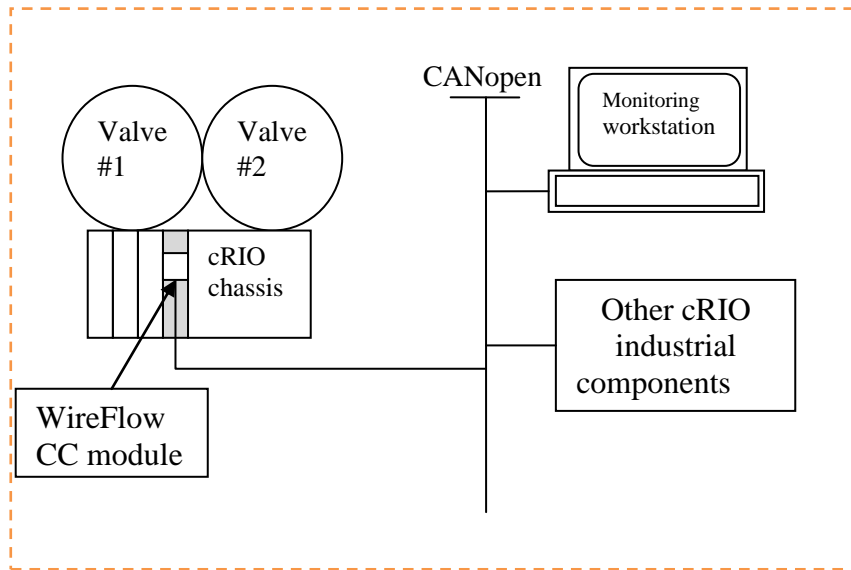 CANopen
Monitoring
workstation
Valve
#1
Valve
#2
cRIO
chassis
Other cRIO
industrial
components
WireFlow
CC module